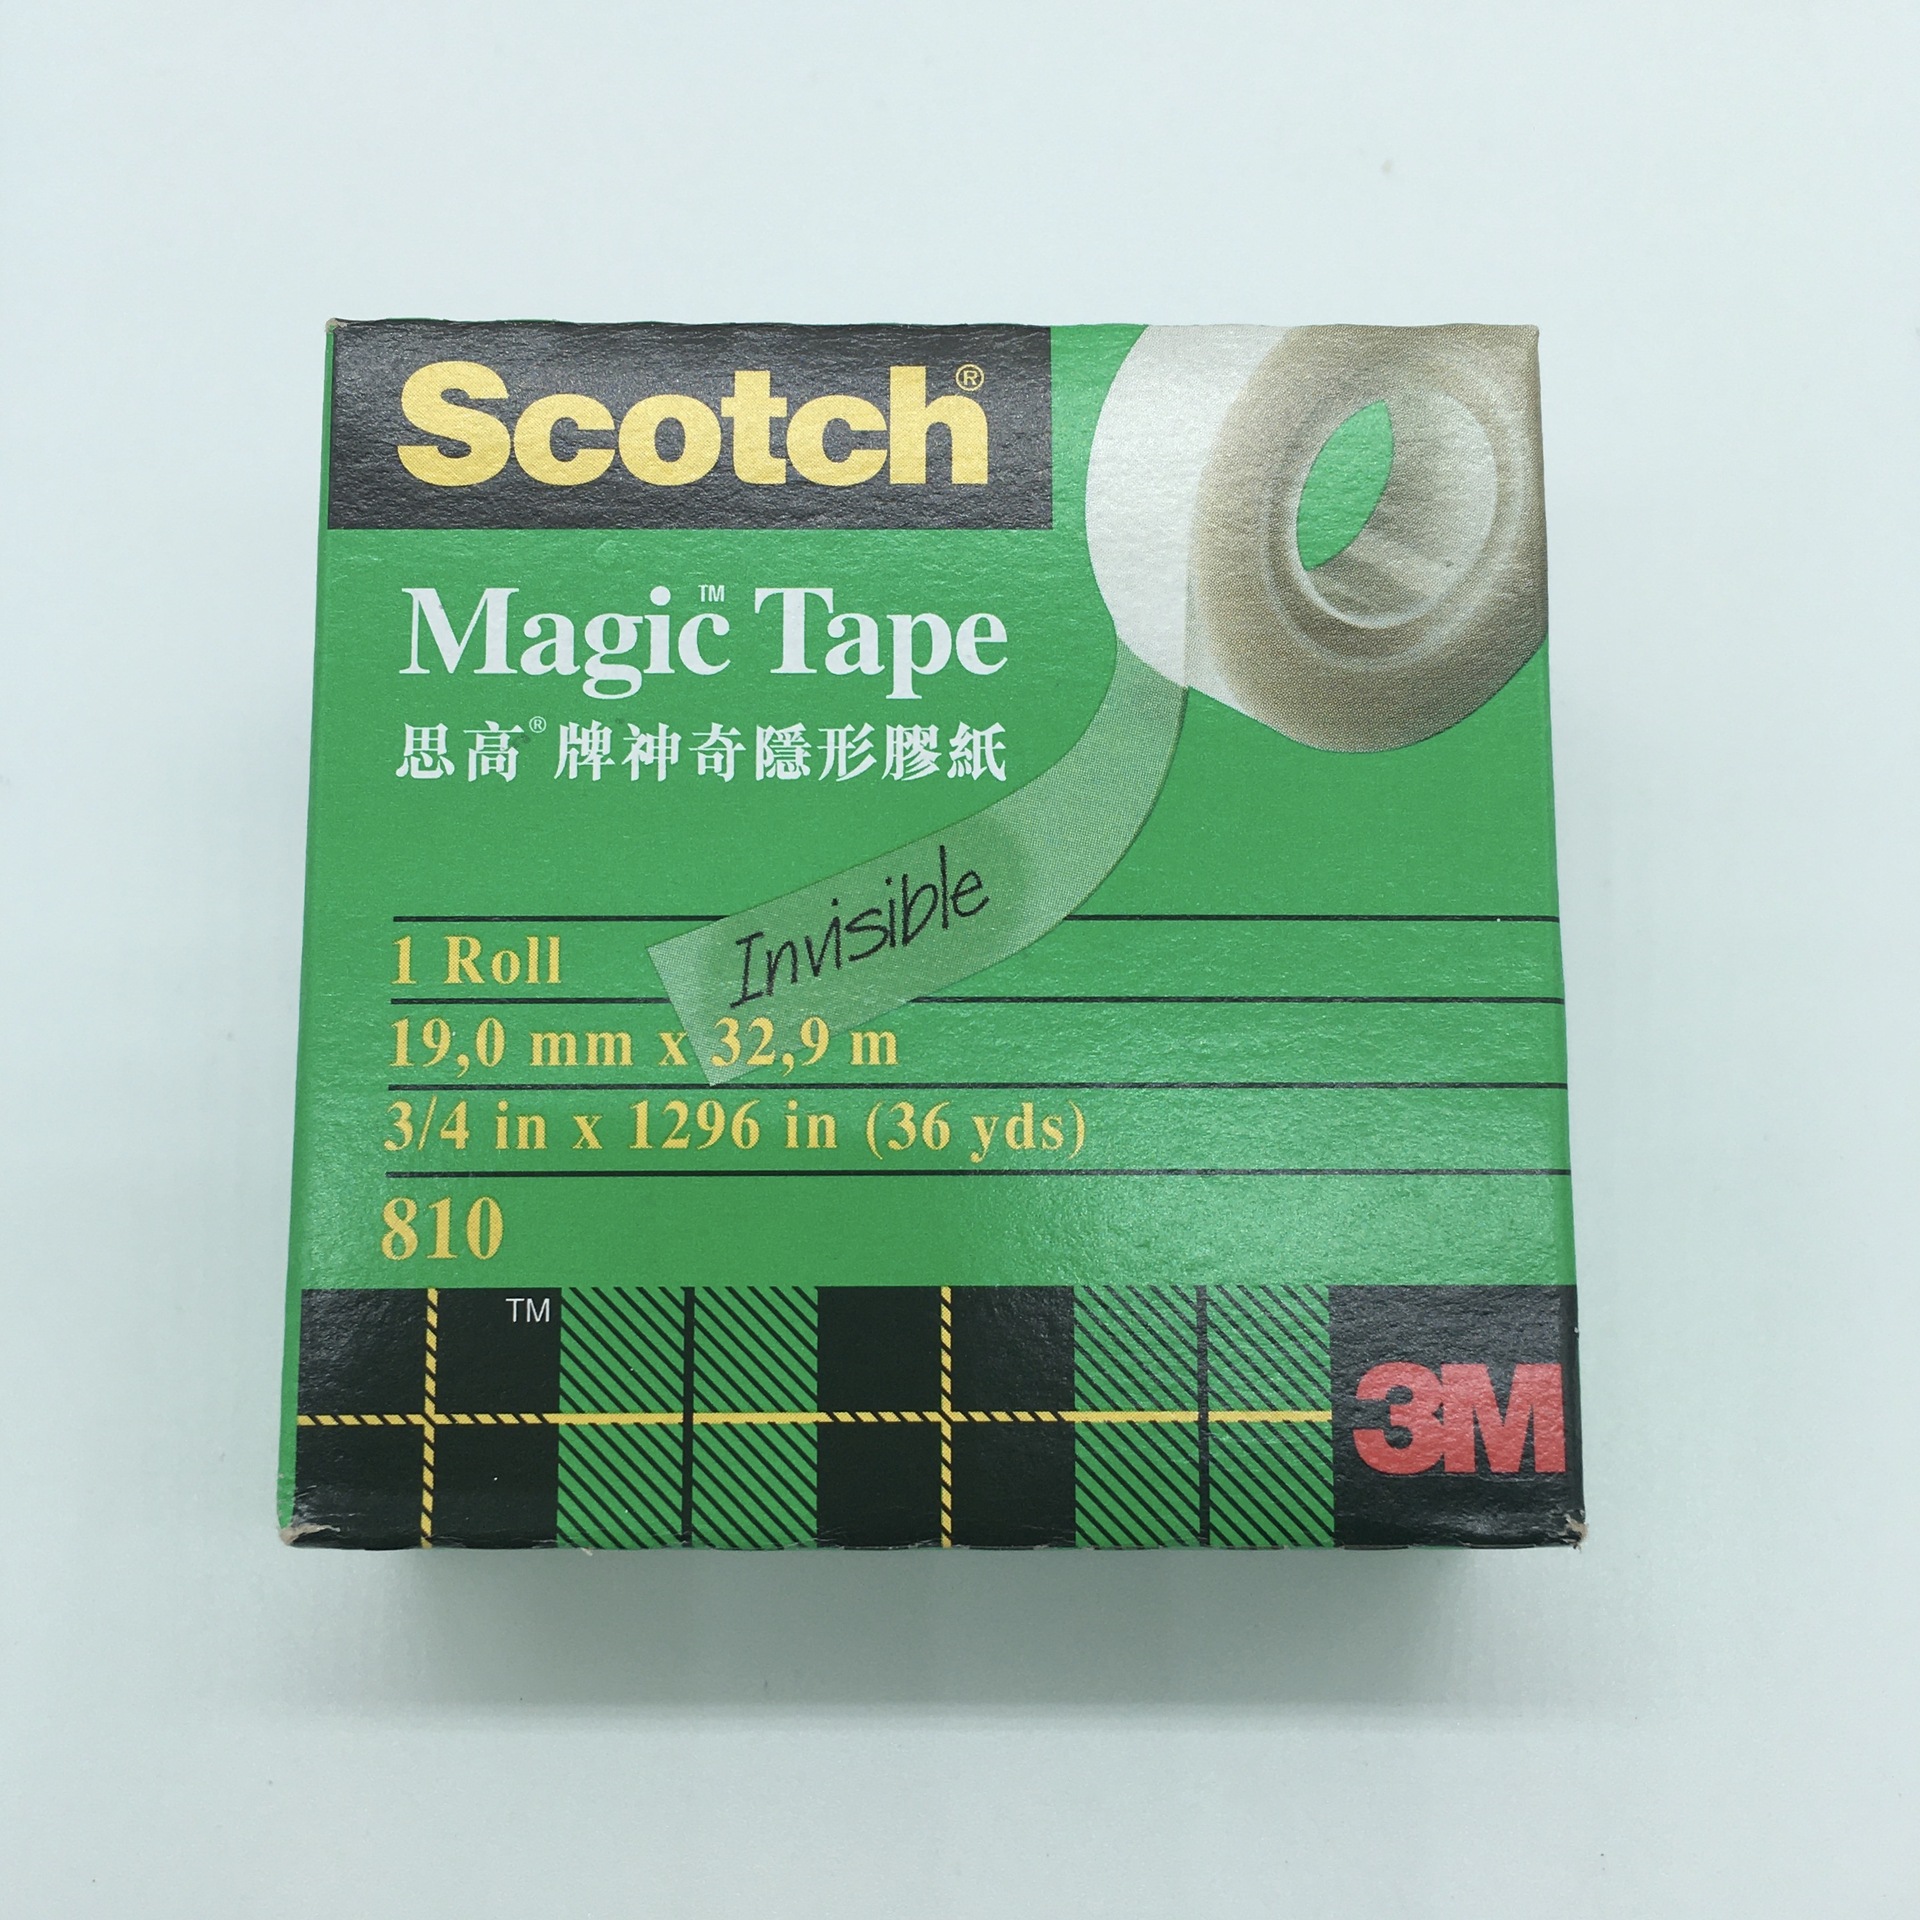 Scotch®
Magic™ Tape
思高®牌神奇隱形膠紙
Invisible
1 Roll
19,0 mm x 32,9 m
3/4 in x 1296 in (36 yds)
810
TM
3M